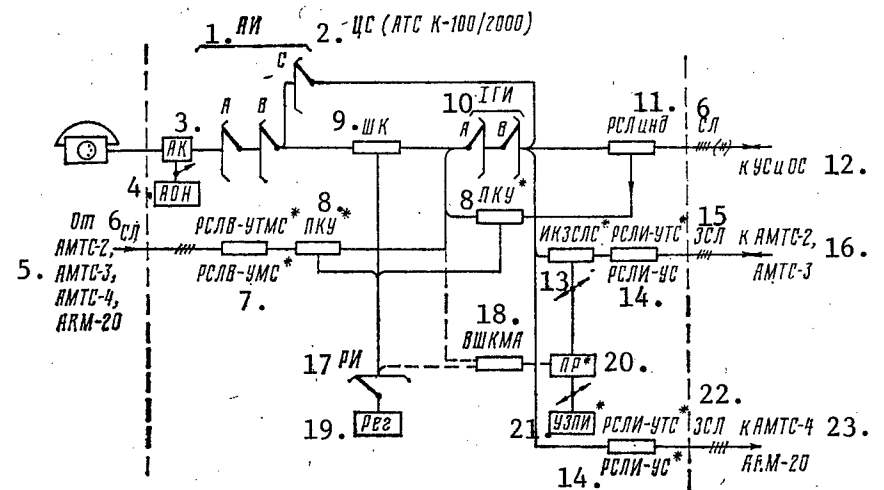 1. АИ
2. ЦС (АТС К-100/2000)
С
3.
АК
А
В
4.
АОН
9. ШК
10 IГИ
А
В
11.
РСЛинд
6
СЛ
(н)
к УСиОС 12.
8.
ПКУ*
8
ПКУ*
От
АМТС-2,
АМТС-3,
АМТС-4,
ARM-20
5.
6 СЛ
РСЛВ-УТМС*
РСЛВ-УМС*
7.
ИКЗСЛС*
13
РСЛИ-УТС*
РСЛИ-УС
14.
15
ЗСЛ
к АМТС-2,
АМТС-3
16.
17 РИ
18.
ВШКМА
19. Рег
ПР* 20.
21. УЗПИ*
РСЛИ-УТС*
РСЛИ-УС*
14.
22.
ЗСЛ
к АМТС-4
ARM-20
23.